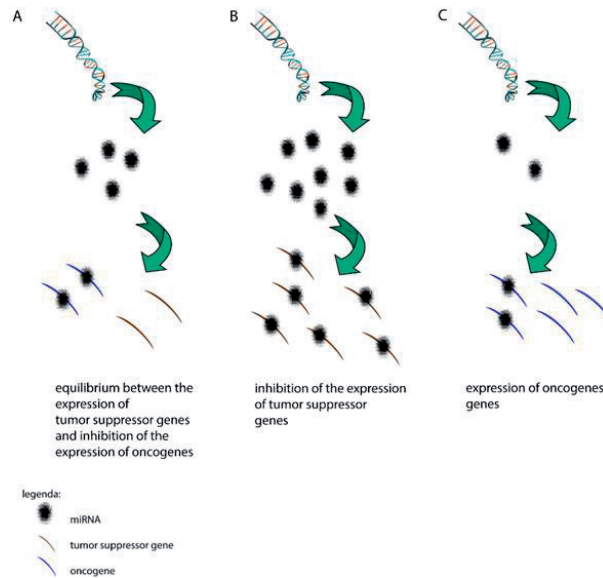 A
B
C
equilibrium between the
expression of
tumor suppressor genes
and inhibition of the
expression of oncogenes
inhibition of the expression
of tumor suppressor
genes
expression of oncogenes
genes
legenda:
miRNA
tumor suppressor gene
oncogene